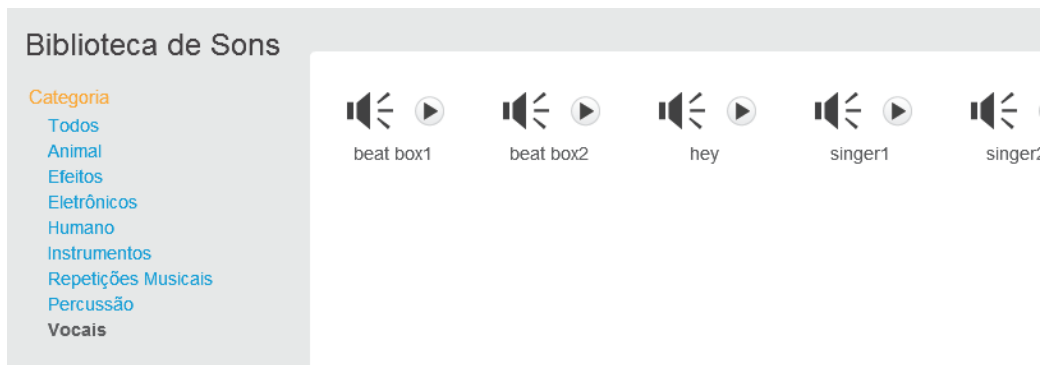 Biblioteca de Sons
Categoria
Todos
Animal
Efeitos
Eletrônicos
Humano
Instrumentos
Repetições Musicais
Percussão
Vocais
beat box1
beat box2
hey
singer1
singer2